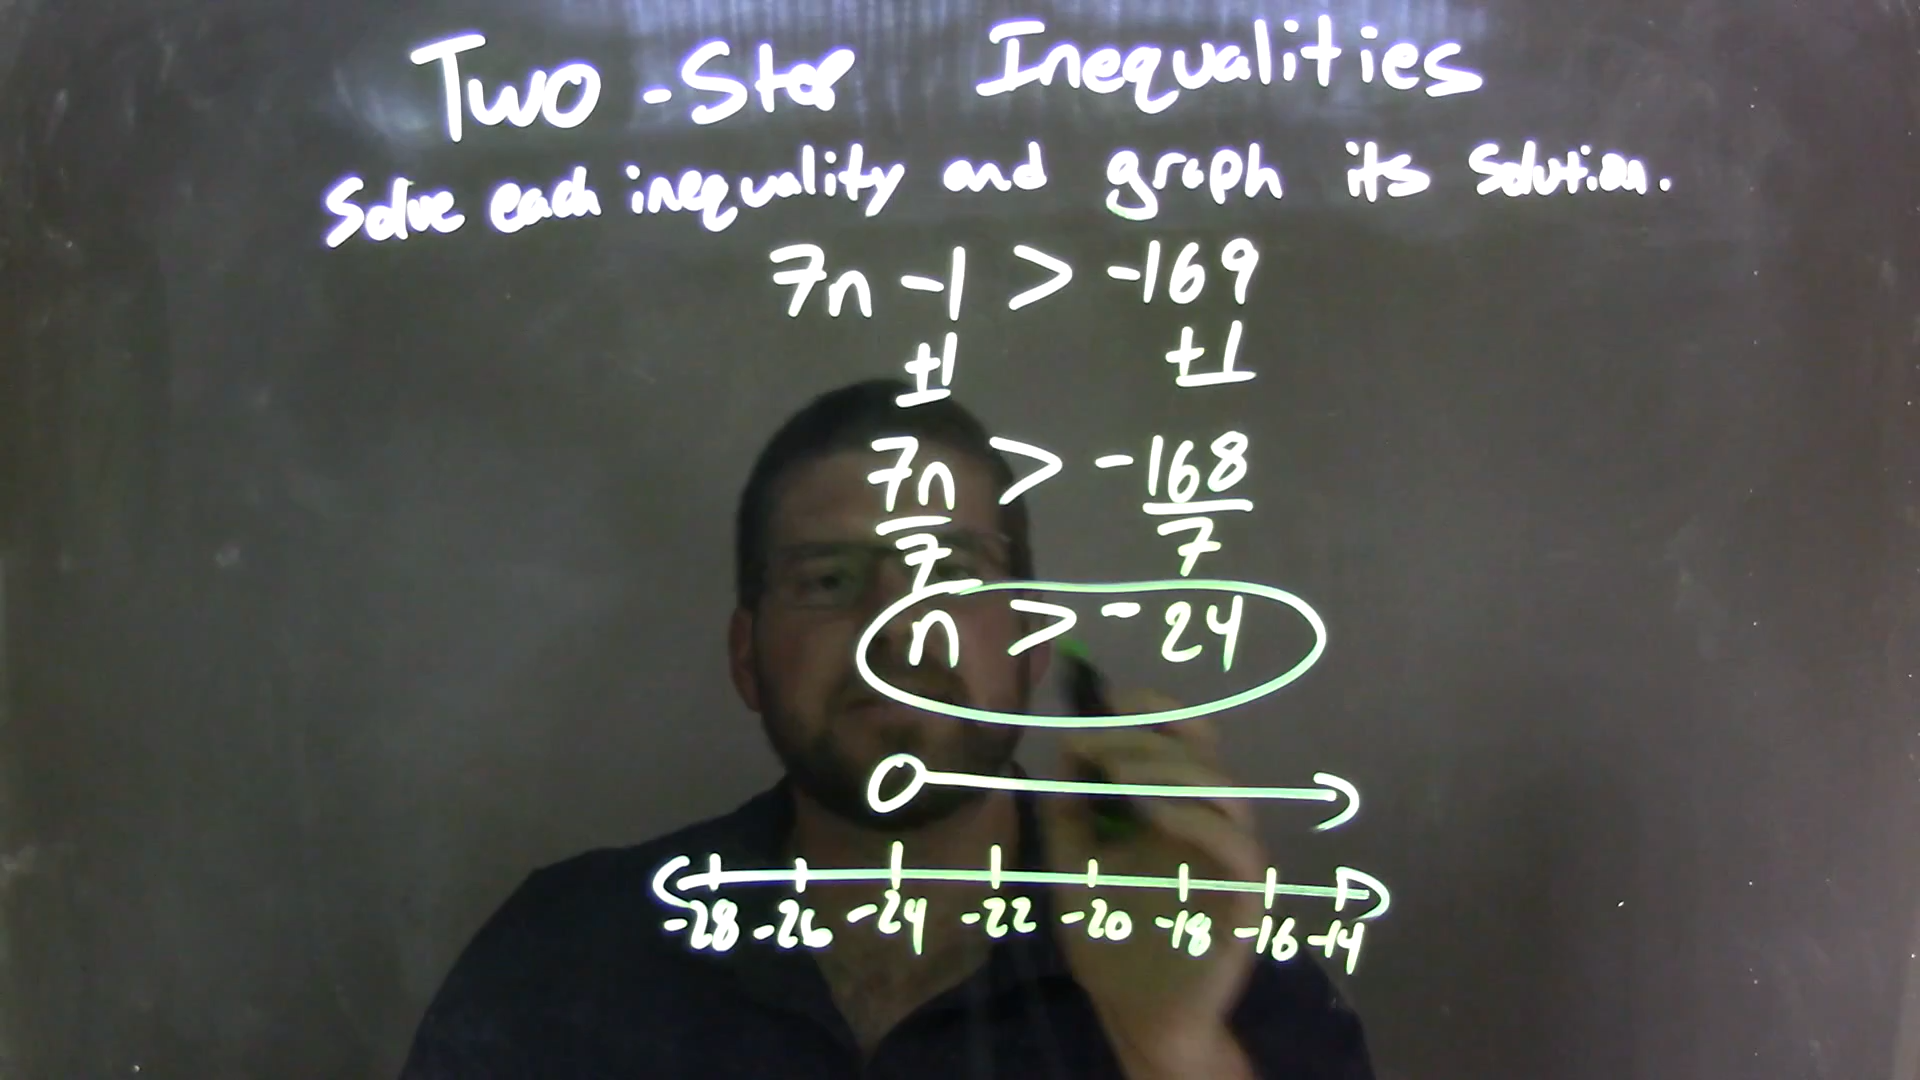 Two-Step Inequalities
Solve each inequality and graph its solution.
7n -1 > -169
+1 +1
7n > -168
7 7
n > -24
-28 -26 -24 -22 -20 -18 -16 -14